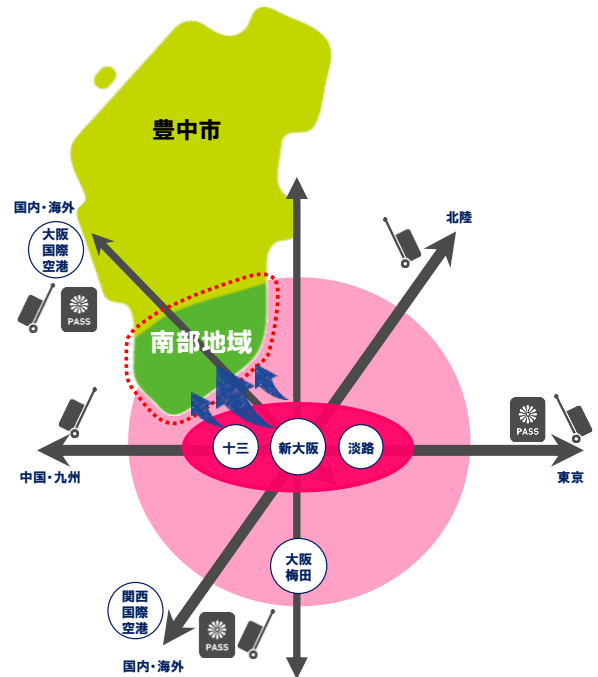 豊中市
国内・海外
大阪
国際
空港
北陸
PASS
南部地域
PASS
十三
新大阪
淡路
中国・九州
東京
大阪
梅田
関西
国際
空港
PASS
国内・海外